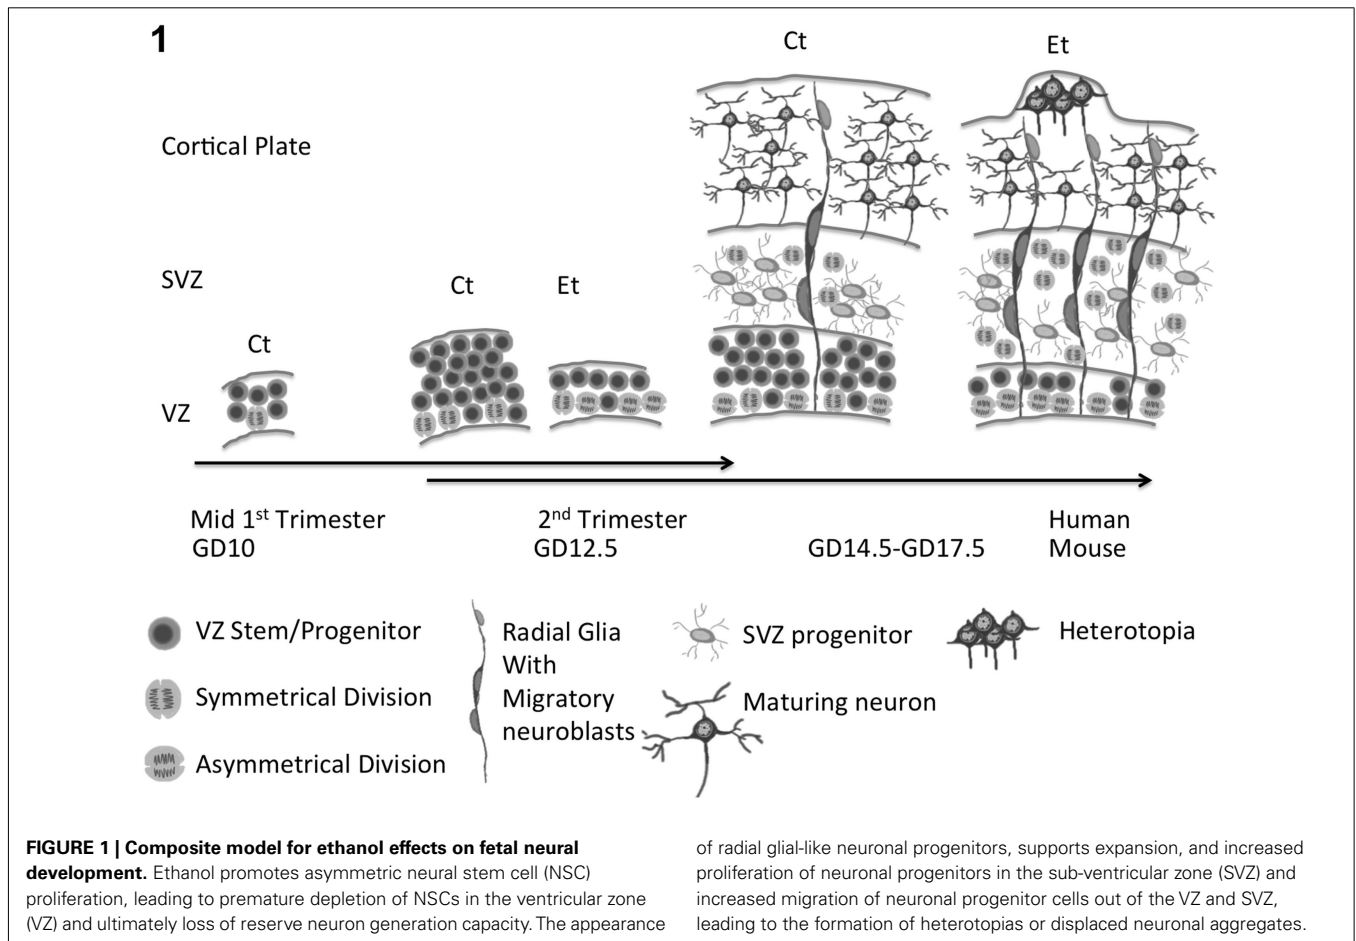 1
Ct
Et
Cortical Plate
SVZ
Ct
Et
Ct
VZ
Mid 1st Trimester
2nd Trimester
Human
GD10
GD12.5
GD14.5-GD17.5
Mouse
VZ Stem/Progenitor
Symmetrical Division
Asymmetrical Division
Radial Glia
With
Migratory
neuroblasts
SVZ progenitor
Maturing neuron
Heterotopia
FIGURE 1 | Composite model for ethanol effects on fetal neural
development. Ethanol promotes asymmetric neural stem cell (NSC)
proliferation, leading to premature depletion of NSCs in the ventricular zone
(VZ) and ultimately loss of reserve neuron generation capacity. The appearance
of radial glial-like neuronal progenitors, supports expansion, and increased
proliferation of neuronal progenitors in the sub-ventricular zone (SVZ) and
increased migration of neuronal progenitor cells out of the VZ and SVZ,
leading to the formation of heterotopias or displaced neuronal aggregates.